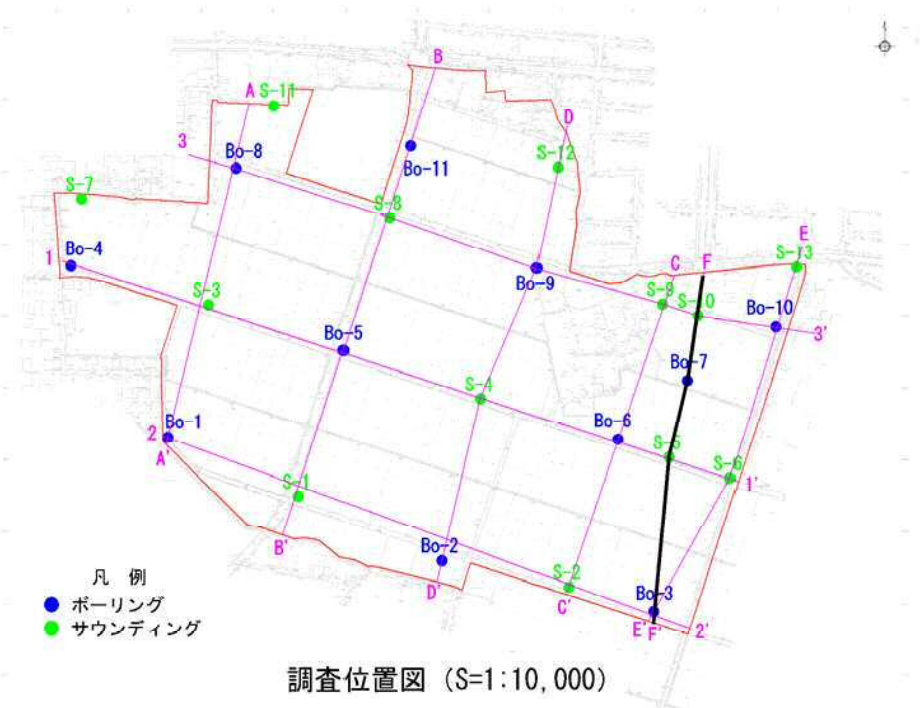 B
A S-11
D
3
Bo-8
Bo-11
S-12
S-7
S-8
E
1
Bo-4
C F
S-13
Bo-9
S-3
S-9
S-10
Bo-10
3'
Bo-5
Bo-7
S-4
Bo-6
Bo-1
2
A'
S-5
S-6
1'
S-1
B'
Bo-2
D'
S-2
C'
Bo-3
E' F'
2'
凡 例
ボーリング
サウンディング
調査位置図 (S=1:10,000)